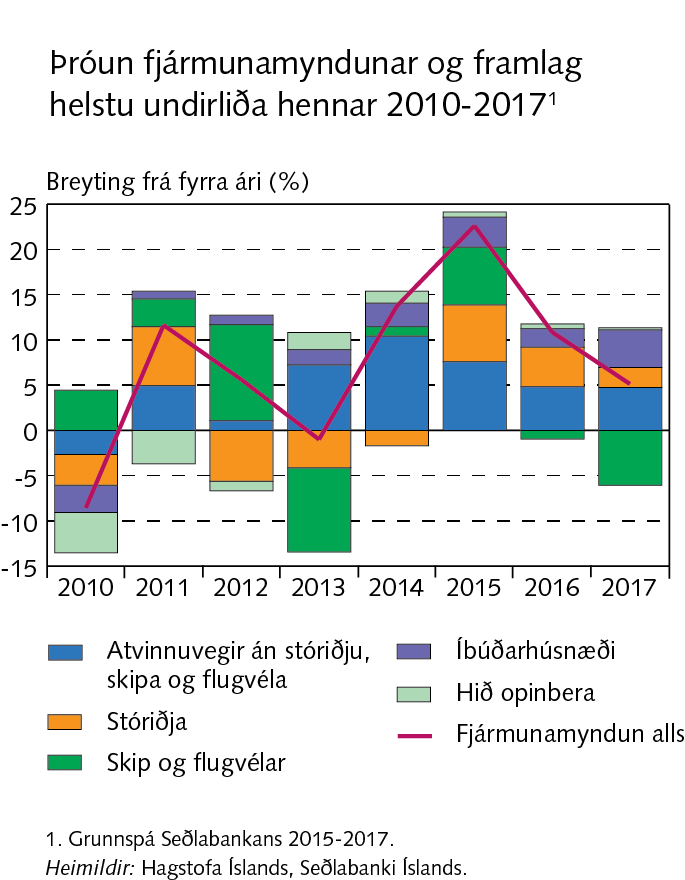 Þróun fjármunamyndunar og framlag
helstu undirliða hennar 2010-2017¹
Breyting frá fyrra ári (%)
25
20
15
10
5
0
-5
-10
-15
2010 2011 2012 2013 2014 2015 2016 2017
Atvinnuvegir án stóriðju,
skipa og flugvéla
Stóriðja
Skip og flugvélar
Íbúðarhúsnæði
Hið opinbera
Fjármunamyndun alls
1. Grunnspá Seðlabankans 2015-2017.
Heimildir: Hagstofa Íslands, Seðlabanki Íslands.